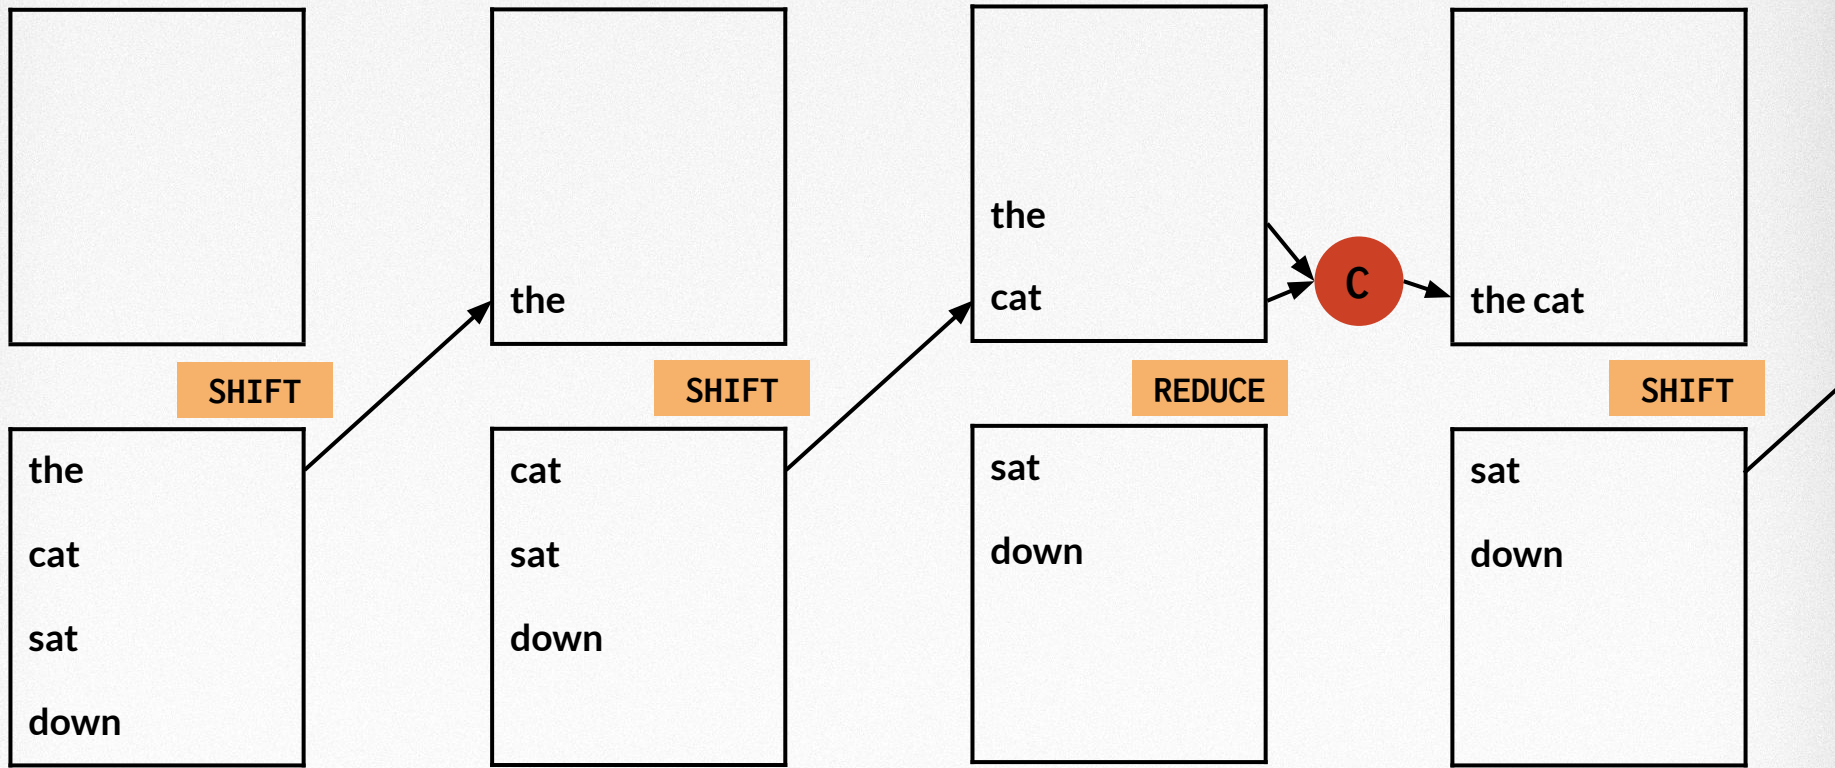 the
the
cat
C
the cat
SHIFT
SHIFT
REDUCE
SHIFT
the
cat
sat
down
cat
sat
down
sat
down
sat
down